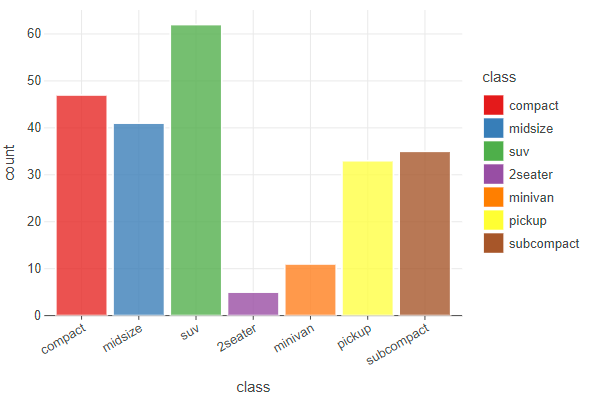 60
50
40
30
20
10
0
count
compact
midsize
suv
2seater
minivan
pickup
subcompact
class
class
compact
midsize
suv
2seater
minivan
pickup
subcompact